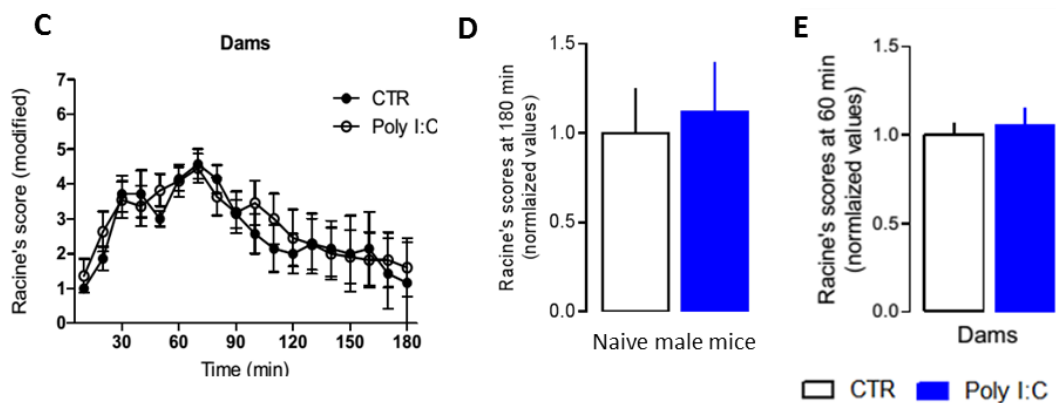 C
Dams
Racine's score (modified)
7
6
5
4
3
2
1
0
CTR
Poly I:C
30 60 90 120 150 180
Time (min)
D
Racine's scores at 180 min
(normlaized values)
1.5
1.0
0.5
0.0
Naive male mice
E
Racine's scores at 60 min
(normlaized values)
1.5
1.0
0.5
0.0
Dams
CTR Poly I:C